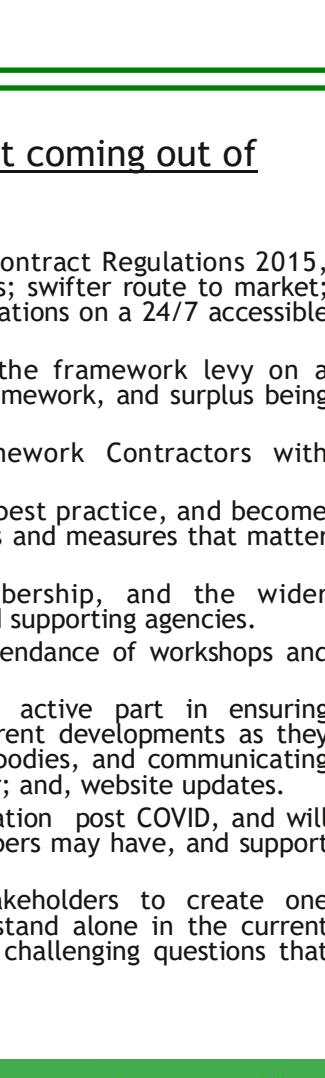 t coming out of
ontract Regulations 2015,
s; swifter route to market;
ations on a 24/7 accessible
the framework levy on a
mework, and surplus being
nework Contractors with
best practice, and become
s and measures that matter
bership, and the wider
d supporting agencies.
endance of workshops and
active part in ensuring
rent developments as they
bodies, and communicating
r; and, website updates.
ation post COVID, and will
bers may have, and support
akeholders to create one
stand alone in the current
challenging questions that